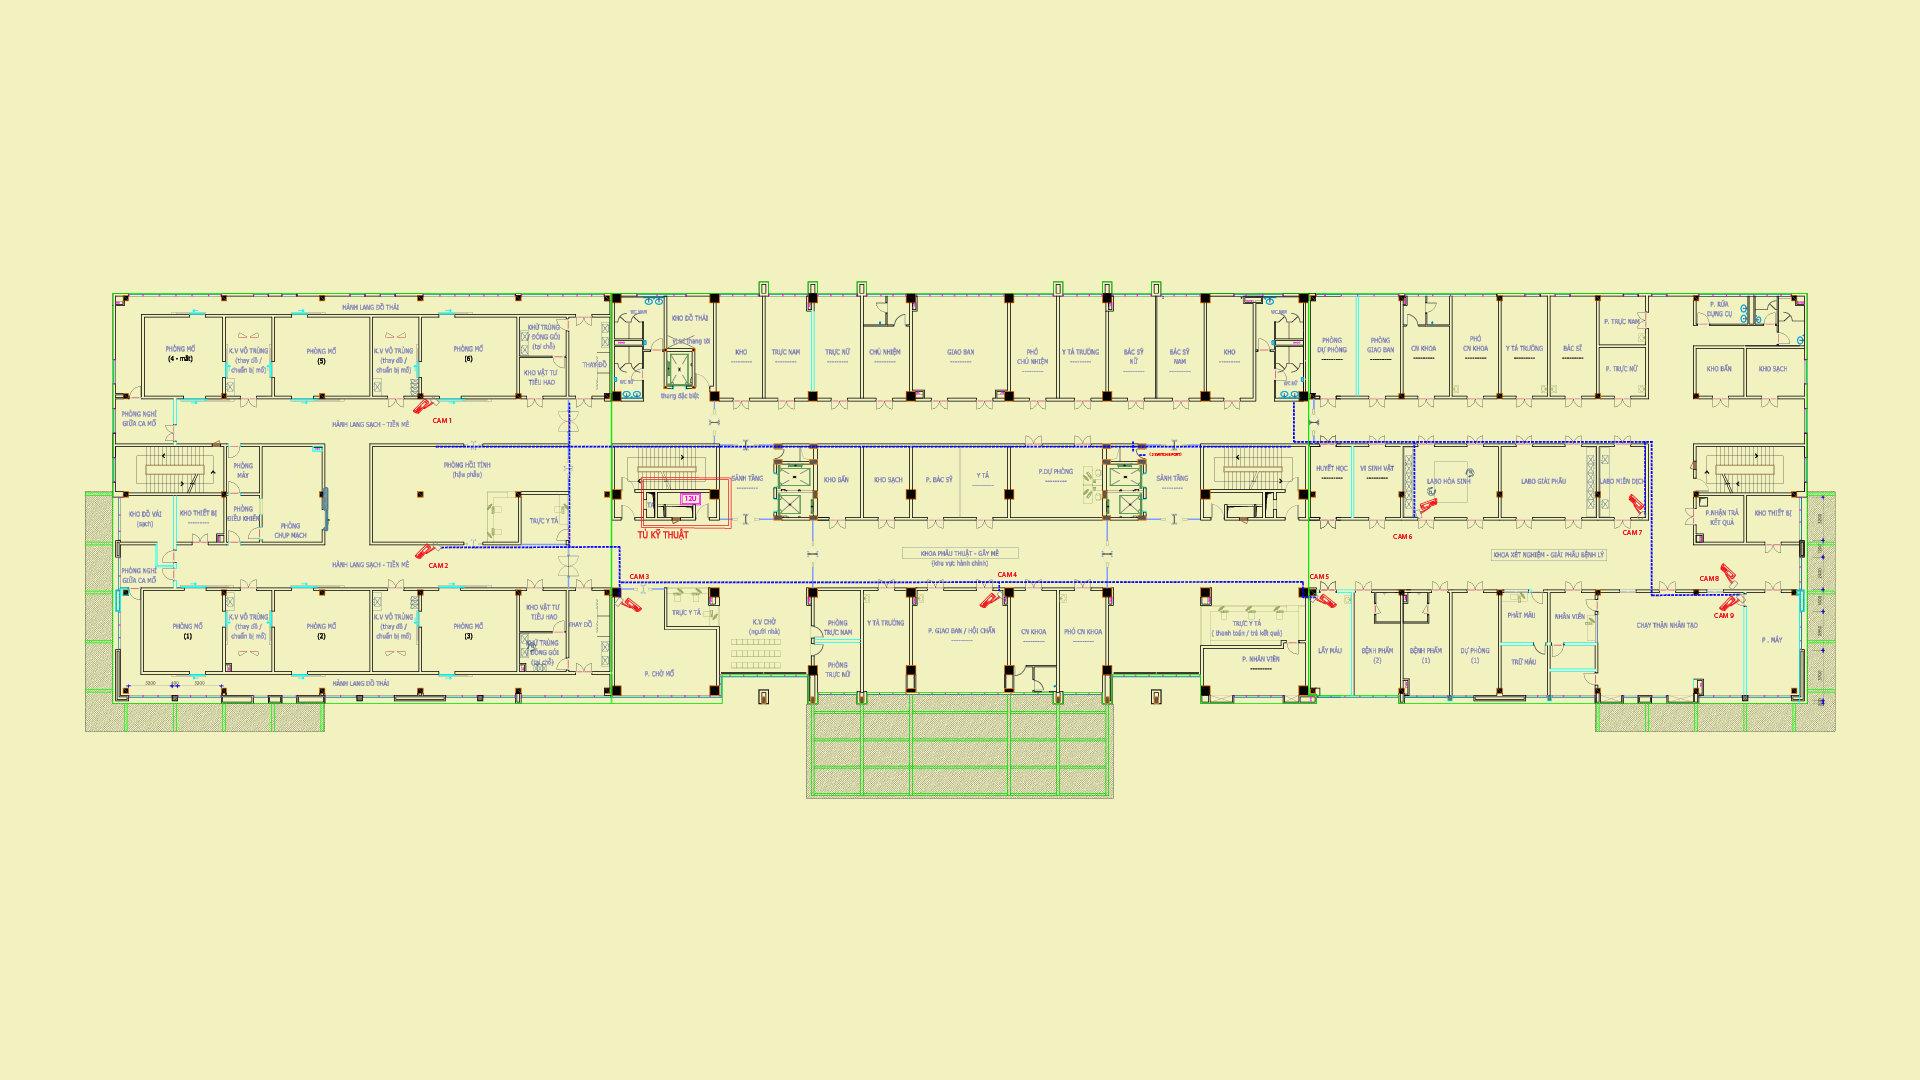 HÀNH LANG ĐỒ THẢI
PHÒNG MỔ
(4 - mắt)
K.V VÔ TRÙNG
(thay đồ /
chuẩn bị mổ)
PHÒNG MỔ
(5)
K.V VÔ TRÙNG
(thay đồ /
chuẩn bị mổ)
PHÒNG MỔ
(6)
KHỬ TRÙNG
/ ĐÓNG GÓI
(tại chỗ)
KHO VẬT TƯ
TIÊU HAO
THAY ĐỒ
KHO ĐỒ THẢI
thang đặc biệt
KHO
TRỰC NAM
TRỰC NỮ
CHỦ NHIỆM
GIAO BAN
PHÓ
CHỦ NHIỆM
Y TÁ TRƯỞNG
BÁC SỸ
NỮ
BÁC SỸ
NAM
KHO
PHÒNG
DỰ PHÒNG
PHÒNG
GIAO BAN
CN KHOA
PHÓ
CN KHOA
Y TÁ TRƯỞNG
BÁC SĨ
P. TRỰC NAM
P. TRỰC NỮ
P. RỬA
DỤNG CỤ
KHO BẨN
KHO SẠCH
PHÒNG NGHỈ
GIỮA CA MỔ
HÀNH LANG SẠCH - TIỀN MÊ
CAM 1
PHÒNG
MÁY
PHÒNG HỒI TỈNH
(hậu phẫu)
SẢNH TẦNG
KHO BẨN
KHO SẠCH
P. BÁC SỸ
Y TÁ
P.DỰ PHÒNG
SẢNH TẦNG
HUYẾT HỌC
VI SINH VẬT
LABO HÓA SINH
LABO GIẢI PHẪU
LABO MIỄN DỊCH
KHO ĐỒ VẢI
(sạch)
KHO THIẾT BỊ
PHÒNG
ĐIỀU KHIỂN
PHÒNG
CHỤP MẠCH
TRỰC Y TÁ
12U
TỦ KỸ THUẬT
CAM 6
CAM 7
P.NHẬN TRẢ
KẾT QUẢ
KHO THIẾT BỊ
KHOA PHẪU THUẬT - GÂY MÊ
(khu vực hành chính)
KHOA XÉT NGHIỆM - GIẢI PHẪU BỆNH LÝ
HÀNH LANG SẠCH - TIỀN MÊ
CAM 2
PHÒNG NGHỈ
GIỮA CA MỔ
CAM 3
CAM 4
CAM 5
CAM 8
CAM 9
PHÒNG MỔ
(1)
K.V VÔ TRÙNG
(thay đồ /
chuẩn bị mổ)
PHÒNG MỔ
(2)
K.V VÔ TRÙNG
(thay đồ /
chuẩn bị mổ)
PHÒNG MỔ
(3)
KHO VẬT TƯ
TIÊU HAO
KHỬ TRÙNG
ĐÓNG GÓI
(tại chỗ)
THAY ĐỒ
TRỰC Y TÁ
P. CHỜ MỔ
K.V CHỜ
(người nhà)
PHÒNG
TRỰC NAM
PHÒNG
TRỰC NỮ
Y TÁ TRƯỞNG
P. GIAO BAN / HỘI CHẨN
CN KHOA
PHÓ CN KHOA
TRỰC Y TÁ
( thanh toán / trả kết quả)
P. NHÂN VIÊN
LẤY MÁU
BỆNH PHẨM
(2)
BỆNH PHẨM
(1)
DỰ PHÒNG
(1)
PHÁT MÁU
TRỮ MÁU
NHÂN VIÊN
CHẠY THẬN NHÂN TẠO
P . MÁY
HÀNH LANG ĐỒ THẢI